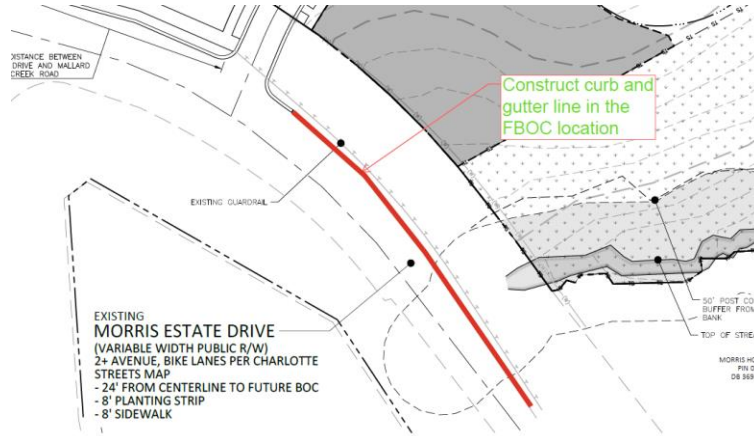 DISTANCE BETWEEN
DRIVE AND MALLARD
CREEK ROAD
Construct curb and
gutter line in the
FBOC location
EXISTING GUARDRAIL
EXISTING
MORRIS ESTATE DRIVE
(VARIABLE WIDTH PUBLIC R/W)
2+ AVENUE, BIKE LANES PER CHARLOTTE
STREETS MAP
- 24' FROM CENTERLINE TO FUTURE BOC
- 8' PLANTING STRIP
- 8' SIDEWALK
50' POST CO
BUFFER FROM
BANK
TOP OF STREA
MORRIS HO
PIN 0
DB 369